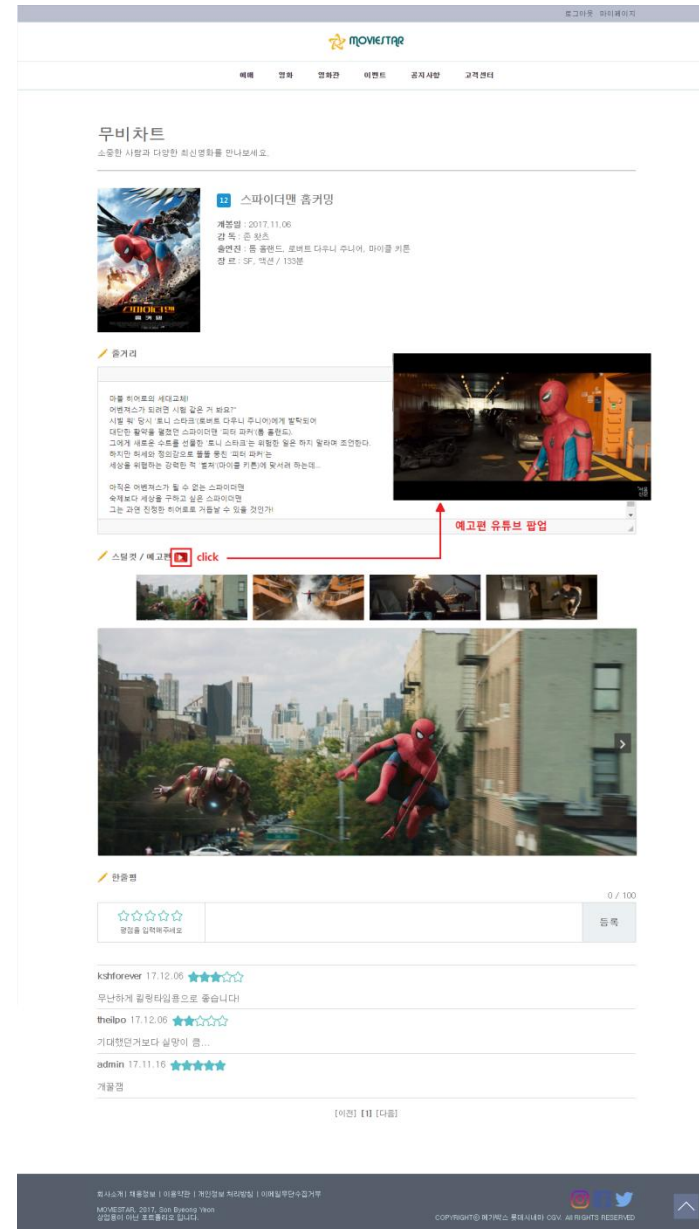 로그아웃 마이페이지
MOVIESTAR
예매 영화 영화관 이벤트 공지사항 고객센터
무비차트
소중한 사람과 다양한 최신영화를 만나보세요.
12 스파이더맨 홈커밍
개봉일 : 2017.11.06
감 독 : 존 왓츠
출연진 : 톰 홀랜드, 로버트 다우니 주니어, 마이클 키튼
장 르 : SF, 액션 / 133분
스파이더맨
홈커밍
줄거리
마블 히어로의 세대교체!
어벤져스가 되려면 시험 같은 거 봐요?"
시빌 워' 당시 '토니 스타크'(로버트 다우니 주니어)에게 발탁되어
대단한 활약을 펼쳤던 스파이더맨 '피터 파커'(톰 홀랜드).
그에게 새로운 수트를 선물한 '토니 스타크'는 위험한 일은 하지 말라며 조언한다.
하지만 허세와 정의감으로 똘똘 뭉친 '피터 파커'는
세상을 위협하는 강력한 적 '벌처'(마이클 키튼)에 맞서려 하는데...
아직은 어벤져스가 될 수 없는 스파이더맨
숙제보다 세상을 구하고 싶은 스파이더맨
그는 과연 진정한 히어로로 거듭날 수 있을 것인가!
예고편 유튜브 팝업
스틸컷 / 예고편 click
한줄평
0 / 100
평점을 입력해주세요
등록
kshforever 17.12.06
무난하게 킬링타임용으로 좋습니다!
theilpo 17.12.06
기대했던거보다 실망이 큼...
admin 17.11.16
개꿀잼
[이전] [1] [다음]
회사소개 | 채용정보 | 이용약관 | 개인정보 처리방침 | 이메일무단수집거부
MOVIESTAR, 2017, Son Byeong Yeon
상업용이 아닌 포트폴리오 입니다.
COPYRIGHT© 메가박스 롯데시네마 CGV. All RIGHTS RESERVED